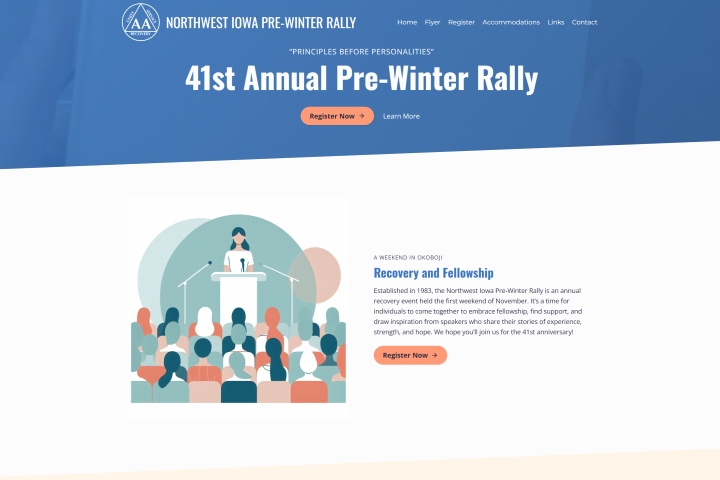 AA
RECOVERY
NORTHWEST IOWA PRE-WINTER RALLY
Home Flyer Register Accommodations Links Contact
"PRINCIPLES BEFORE PERSONALITIES"
41st Annual Pre-Winter Rally
Register Now → Learn More
A WEEKEND IN OKOBOJI
Recovery and Fellowship
Established in 1983, the Northwest Iowa Pre-Winter Rally is an annual
recovery event held the first weekend of November. It's a time for
individuals to come together to embrace fellowship, find support, and
draw inspiration from speakers who share their stories of experience,
strength, and hope. We hope you'll join us for the 41st anniversary!
Register Now →